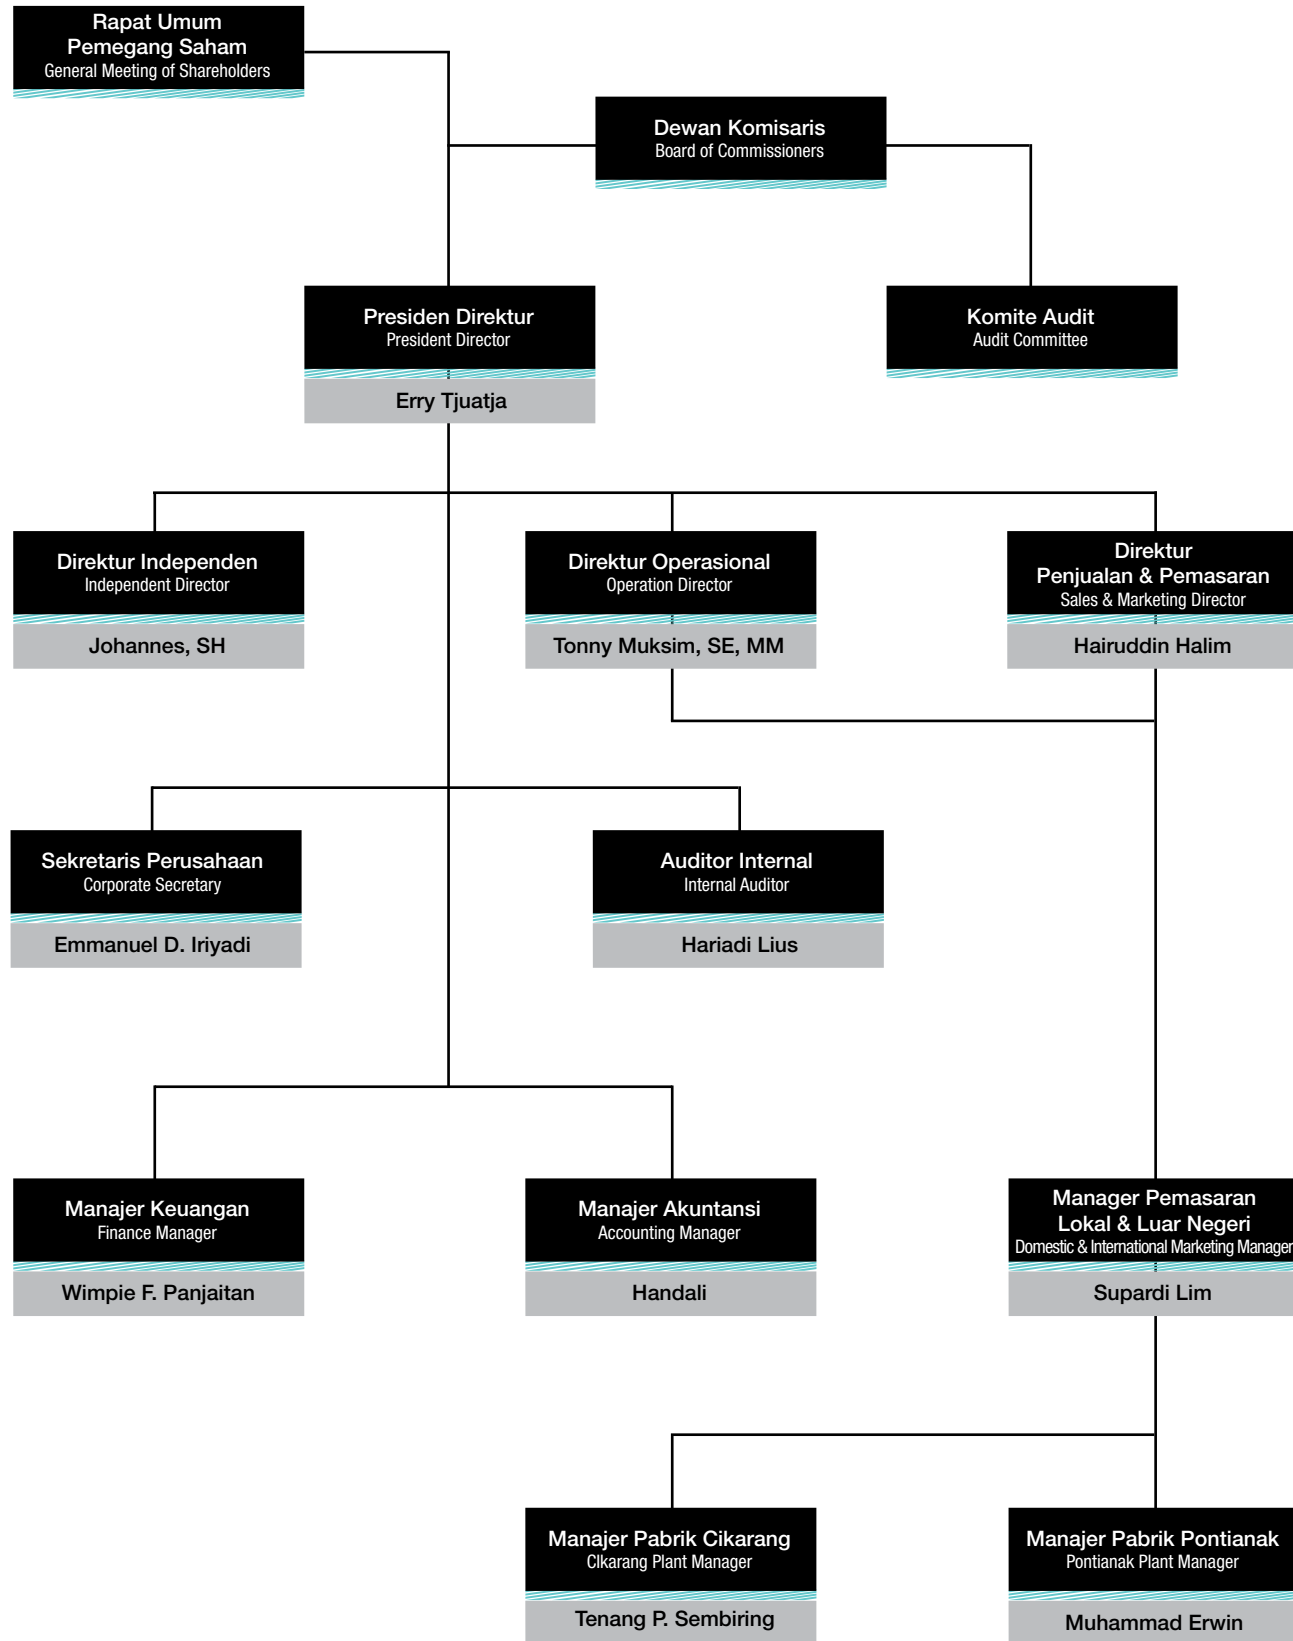 Rapat Umum
Pemegang Saham
General Meeting of Shareholders
Dewan Komisaris
Board of Commissioners
Presiden Direktur
President Director
Erry Tjuatja
Komite Audit
Audit Committee
Direktur Independen
Independent Director
Johannes, SH
Direktur Operasional
Operation Director
Tonny Muksim, SE, MM
Direktur
Penjualan & Pemasaran
Sales & Marketing Director
Hairuddin Halim
Sekretaris Perusahaan
Corporate Secretary
Emmanuel D. Iriyadi
Auditor Internal
Internal Auditor
Hariadi Lius
Manajer Keuangan
Finance Manager
Wimpie F. Panjaitan
Manajer Akuntansi
Accounting Manager
Handali
Manager Pemasaran
Lokal & Luar Negeri
Domestic & International Marketing Manager
Supardi Lim
Manajer Pabrik Cikarang
CIkarang Plant Manager
Tenang P. Sembiring
Manajer Pabrik Pontianak
Pontianak Plant Manager
Muhammad Erwin